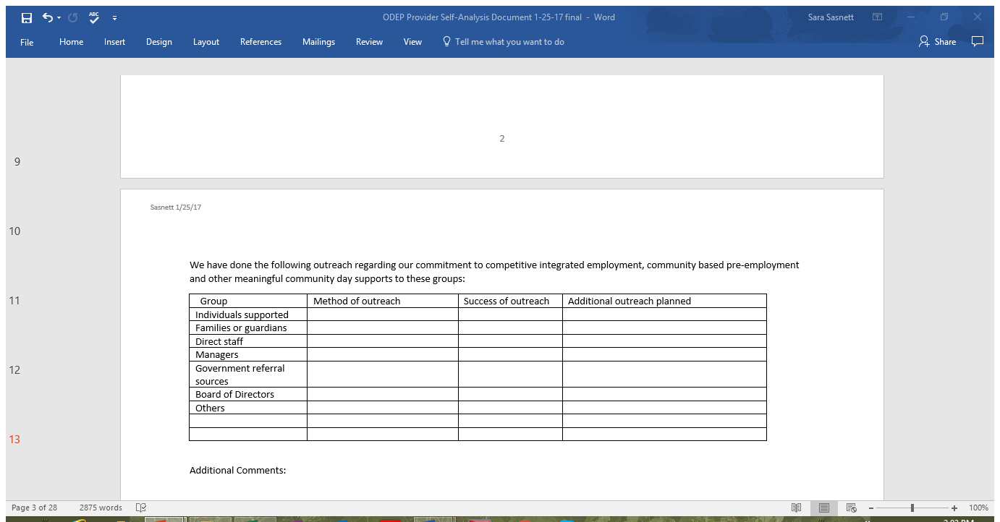 ABC
ODEP Provider Self-Analysis Document 1-25-17 final - Word
Sara Sasnett
File Home Insert Design Layout References Mailings Review View Tell me what you want to do Share
2
9
Sasnett 1/25/17
10
We have done the following outreach regarding our commitment to competitive integrated employment, community based pre-employment
and other meaningful community day supports to these groups:
11
Group Method of outreach Success of outreach Additional outreach planned
Individuals supported
Families or guardians
Direct staff
Managers
12
Government referral
sources
Board of Directors
Others
13
Additional Comments:
Page 3 of 28 2875 words 100%